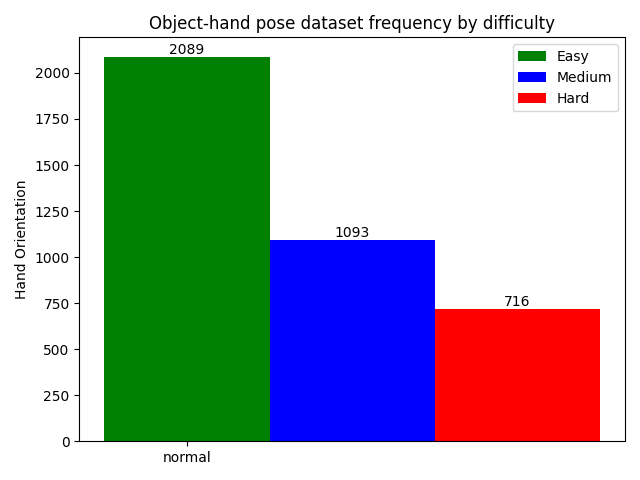 Object-hand pose dataset frequency by difficulty
2089
1093
716
Easy
Medium
Hard
Hand Orientation
2000
1750
1500
1250
1000
750
500
250
0
normal